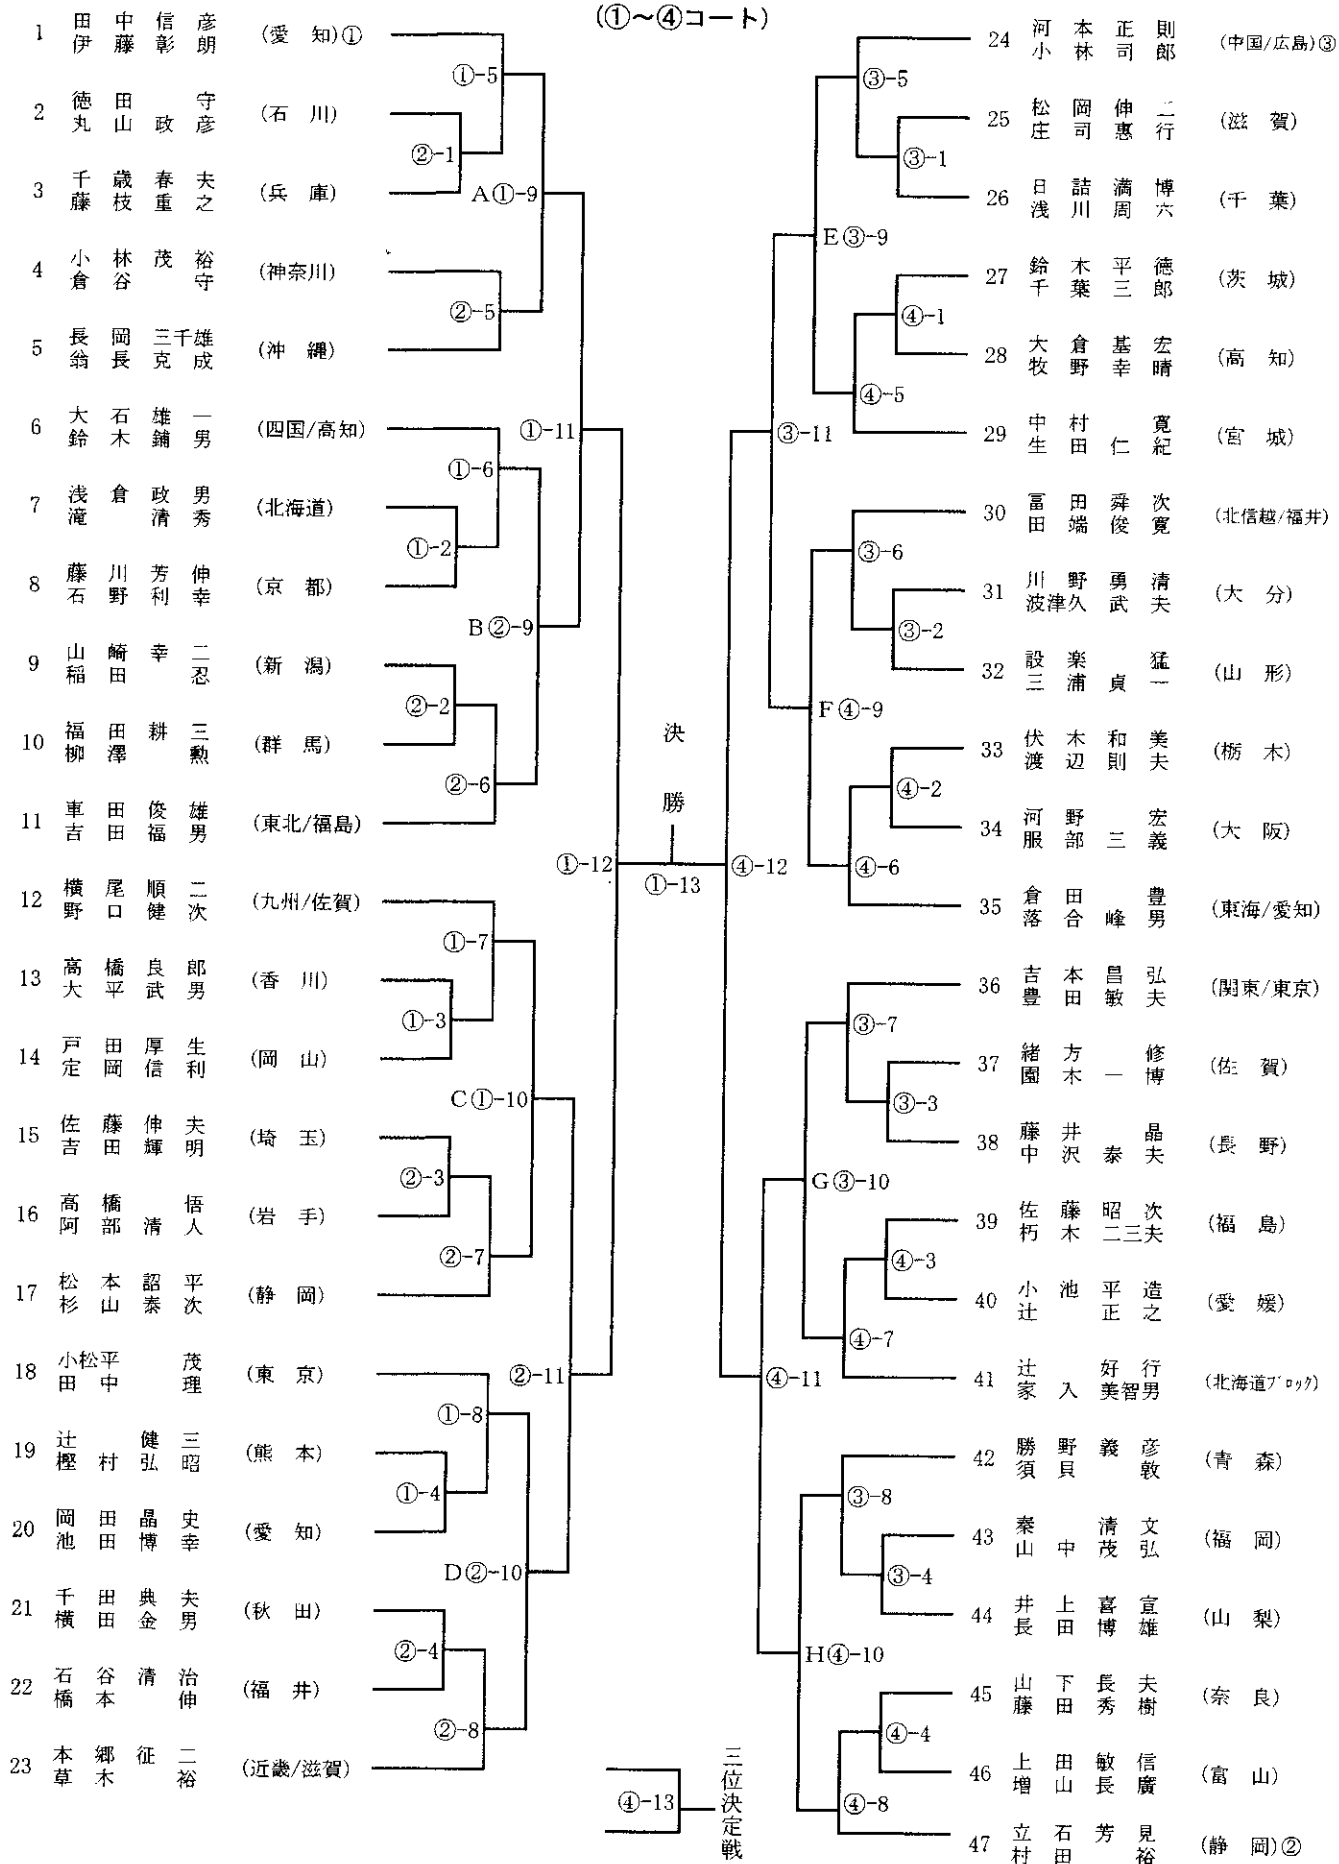 (①～④コート)
1 田中信彦 (愛知)①
伊藤彰朗
2 徳田守 (石川)
丸山政彦
3 千歳春夫 (兵庫)
藤枝重之
4 小林茂裕 (神奈川)
倉谷守
5 長岡三千雄 (沖縄)
翁長克成
6 大石雄一 (四国/高知)
鈴木鋪男
7 浅倉政男 (北海道)
滝清秀
8 藤川芳伸 (京都)
石野利幸
9 山崎幸二 (新潟)
稲田忍
10 福田耕三 (群馬)
柳澤勲
11 車田俊雄 (東北/福島)
吉田福男
12 横尾順二 (九州/佐賀)
野口健次
13 高橋良郎 (香川)
大平武男
14 戸田厚生 (岡山)
定岡信利
15 佐藤伸夫 (埼玉)
吉田輝明
16 高橋悟 (岩手)
阿部清人
17 松本詔平 (静岡)
杉山泰次
18 小松平茂 (東京)
田中理
19 辻健三 (熊本)
樫村弘昭
20 岡田晶史 (愛知)
池田博幸
21 千田典夫 (秋田)
横田金男
22 石谷清治 (福井)
橋本伸
23 本郷征二 (近畿/滋賀)
草木裕
①-5
②-1
A①-9
②-5
①-11
①-6
①-2
B②-9
②-2
②-6
①-12
①-7
①-3
C①-10
②-3
②-7
②-11
①-8
①-4
D②-10
②-4
②-8
決勝
①-13
④-13
三位決定戦
24 河本正則 (中国/広島)③
小林司郎
25 松岡伸二 (滋賀)
庄司惠行
26 日詰満博 (千葉)
浅川周六
27 鈴木平徳 (茨城)
千葉三郎
28 大倉基宏 (高知)
牧野幸晴
29 中村寛 (宮城)
生田仁紀
30 冨田舜次 (北信越/福井)
田端俊寛
31 川野勇清 (大分)
波津久武夫
32 設楽猛 (山形)
三浦貞一
33 伏木和美 (栃木)
渡辺則夫
34 河野宏 (大阪)
服部三義
35 倉田豊 (東海/愛知)
落合峰男
36 吉本昌弘 (関東/東京)
豊田敏夫
37 緒方修 (佐賀)
園木一博
38 藤井晶 (長野)
中沢泰夫
39 佐藤昭次 (福島)
朽木二三夫
40 小池平造 (愛媛)
辻正之
41 辻好行 (北海道ブロック)
家入美智男
42 勝野義彦 (青森)
須貝敦
43 秦清文 (福岡)
山中茂弘
44 井上喜宣 (山梨)
長田博雄
45 山下長夫 (奈良)
藤田秀樹
46 上田敏信 (富山)
増山長廣
47 立石芳見 (静岡)②
村田裕
③-5
③-1
E③-9
④-1
④-5
③-11
③-6
③-2
F④-9
④-2
④-6
④-12
③-7
③-3
G③-10
④-3
④-7
④-11
③-8
③-4
H④-10
④-4
④-8